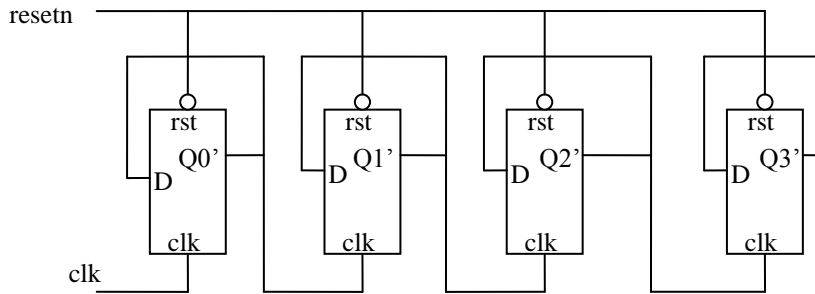 resetn
rst rst rst rst
Q0’ Q1’ Q2’ Q3’
D D D D
clk clk clk clk
clk